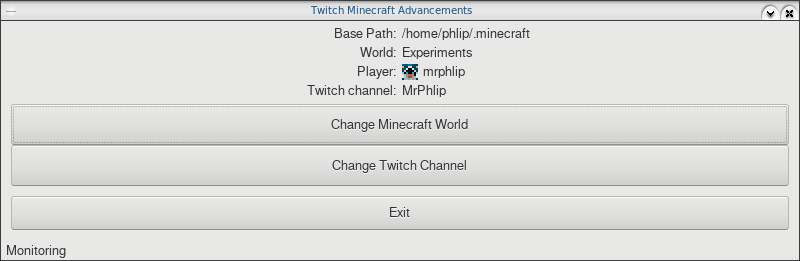 Twitch Minecraft Advancements
Base Path: /home/phlip/.minecraft
World: Experiments
Player: mrphlip
Twitch channel: MrPhlip
Change Minecraft World
Change Twitch Channel
Exit
Monitoring